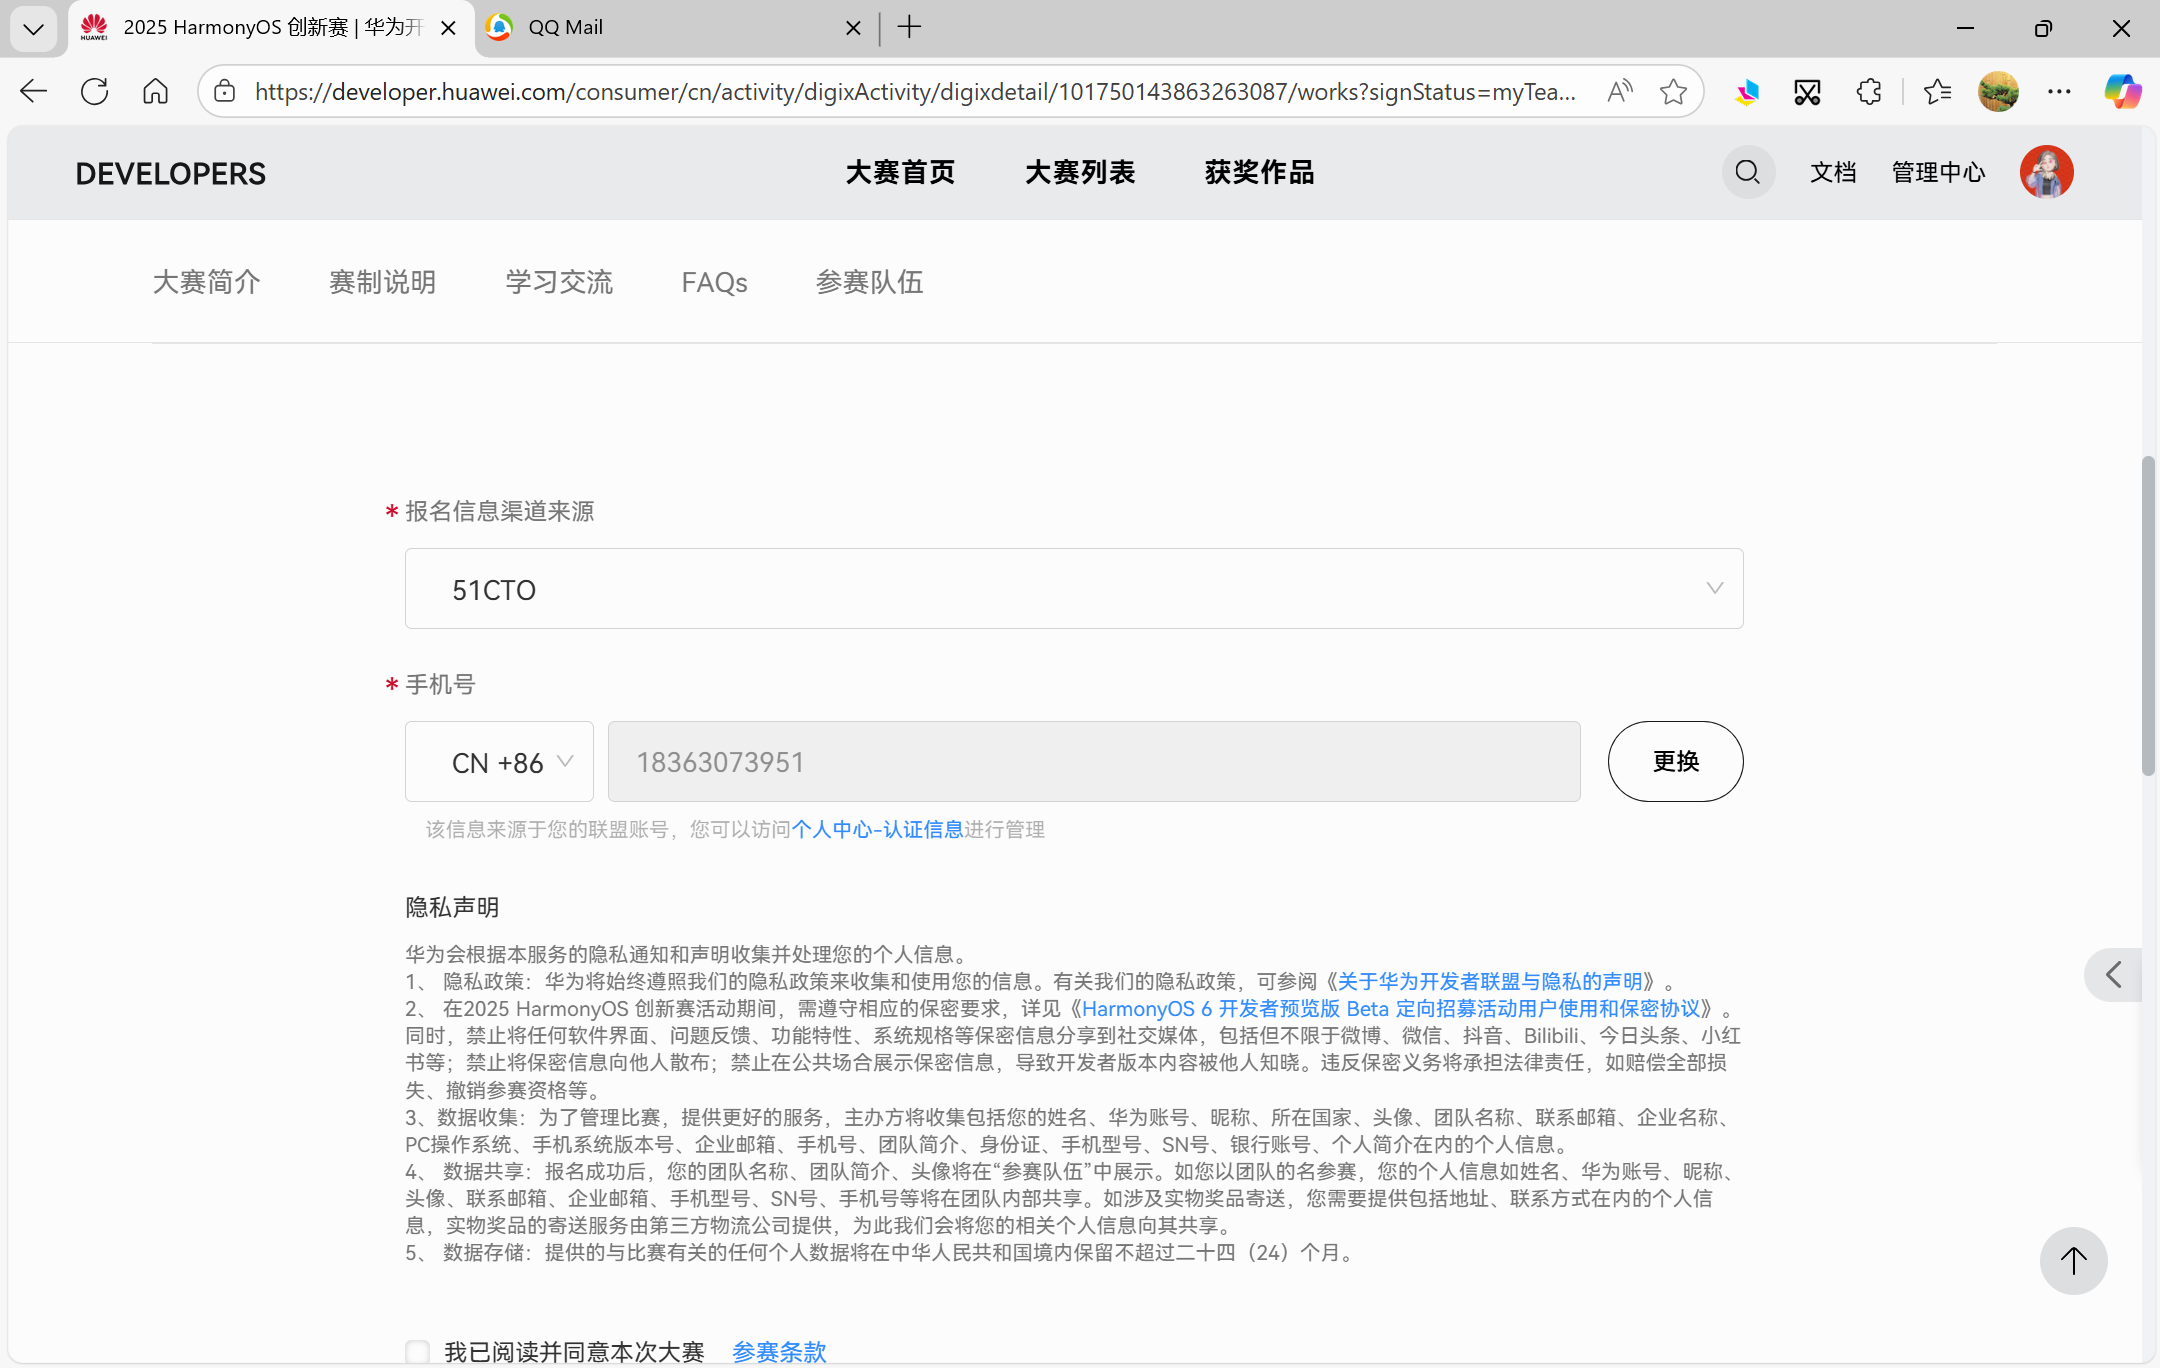 2025 HarmonyOS 创新赛 | 华为开
QQ Mail
https://developer.huawei.com/consumer/cn/activity/digixActivity/digixdetail/101750143863263087/works?signStatus=myTea...
DEVELOPERS
大赛首页
大赛列表
获奖作品
文档
管理中心
大赛简介
赛制说明
学习交流
FAQs
参赛队伍
* 报名信息渠道来源
51CTO
* 手机号
CN +86
18363073951
更换
该信息来源于您的联盟账号，您可以访问个人中心-认证信息进行管理
隐私声明
华为会根据本服务的隐私通知和声明收集并处理您的个人信息。
1、 隐私政策：华为将始终遵照我们的隐私政策来收集和使用您的信息。有关我们的隐私政策，可参阅《关于华为开发者联盟与隐私的声明》。
2、 在2025 HarmonyOS 创新赛活动期间，需遵守相应的保密要求，详见《HarmonyOS 6 开发者预览版 Beta 定向招募活动用户使用和保密协议》。
同时，禁止将任何软件界面、问题反馈、功能特性、系统规格等保密信息分享到社交媒体，包括但不限于微博、微信、抖音、Bilibili、今日头条、小红
书等；禁止将保密信息向他人散布；禁止在公共场合展示保密信息，导致开发者版本内容被他人知晓。违反保密义务将承担法律责任，如赔偿全部损
失、撤销参赛资格等。
3、数据收集：为了管理比赛，提供更好的服务，主办方将收集包括您的姓名、华为账号、昵称、所在国家、头像、团队名称、联系邮箱、企业名称、
PC操作系统、手机系统版本号、企业邮箱、手机号、团队简介、身份证、手机型号、SN号、银行账号、个人简介在内的个人信息。
4、 数据共享：报名成功后，您的团队名称、团队简介、头像将在“参赛队伍”中展示。如您以团队的名参赛，您的个人信息如姓名、华为账号、昵称、
头像、联系邮箱、企业邮箱、手机型号、SN号、手机号等将在团队内部共享。如涉及实物奖品寄送，您需要提供包括地址、联系方式在内的个人信
息，实物奖品的寄送服务由第三方物流公司提供，为此我们会将您的相关个人信息向其共享。
5、 数据存储：提供的与比赛有关的任何个人数据将在中华人民共和国境内保留不超过二十四（24）个月。
我已阅读并同意本次大赛 参赛条款